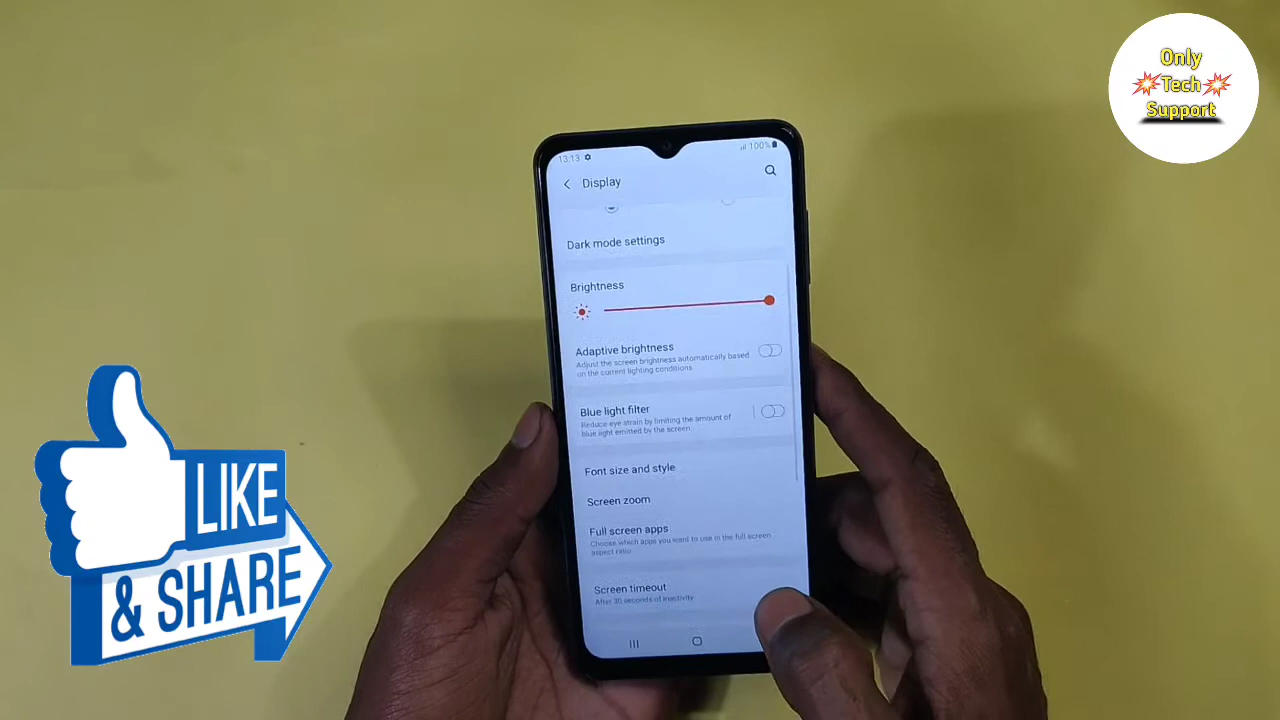 Only
Tech
Support
13:13
100%
Display
Dark mode settings
Brightness
Adaptive brightness
Adjust the screen brightness automatically based
on the current lighting conditions.
Blue light filter
Reduce eye strain by limiting the amount of
blue light emitted by the screen.
Font size and style
Screen zoom
Full screen apps
Choose which apps you want to use in the full screen
aspect ratio.
Screen timeout
After 30 seconds of inactivity
LIKE
& SHARE